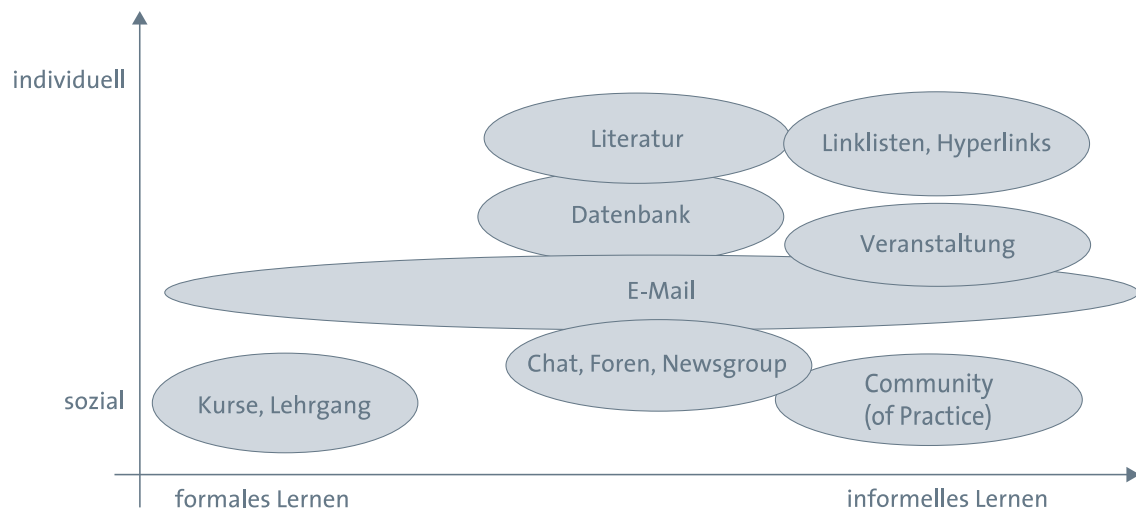 individuell
Literatur
Linklisten, Hyperlinks
Datenbank
Veranstaltung
E-Mail
Chat, Foren, Newsgroup
sozial
Kurse, Lehrgang
Community
(of Practice)
formales Lernen
informelles Lernen